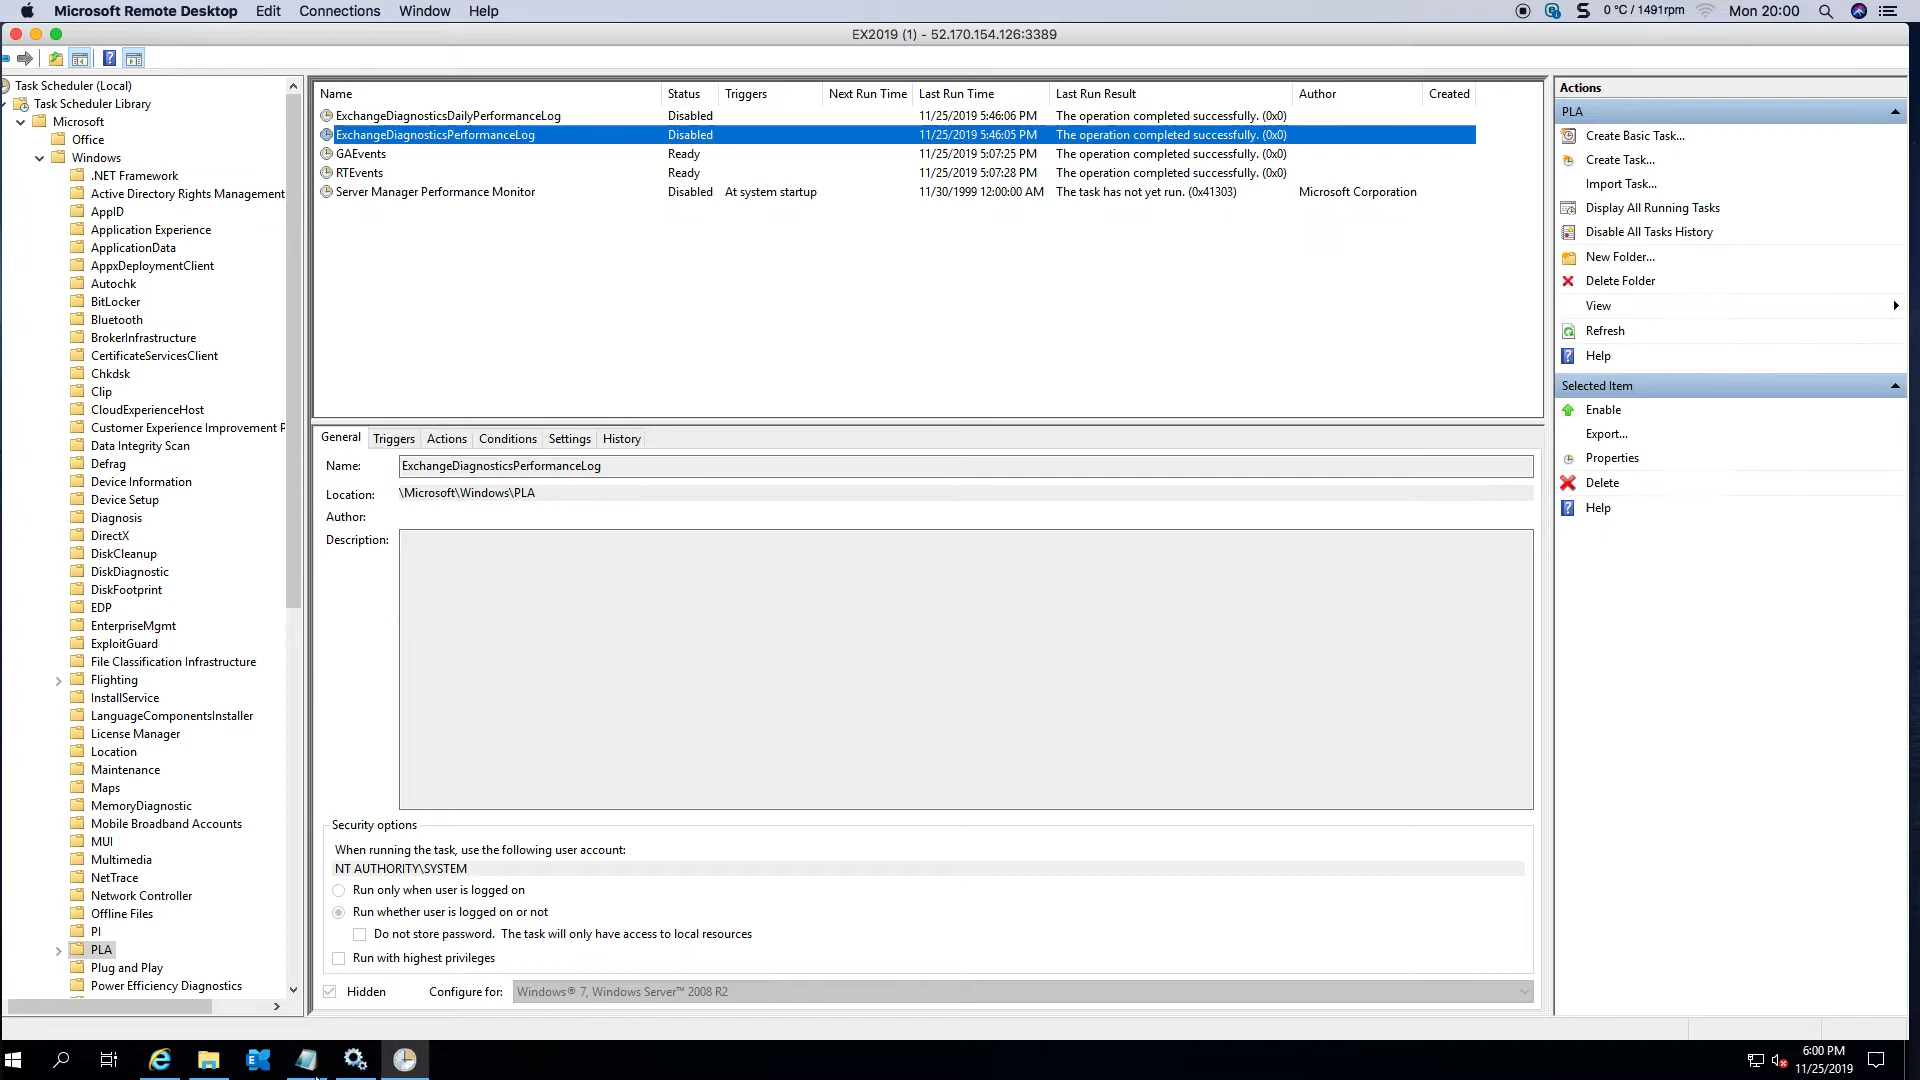 Microsoft Remote Desktop Edit Connections Window Help 0 °C / 1491rpm Mon 20:00
EX2019 (1) - 52.170.154.126:3389
Task Scheduler (Local)
Task Scheduler Library
Microsoft
Office
Windows
.NET Framework
Active Directory Rights Management
AppID
Application Experience
ApplicationData
AppxDeploymentClient
Autochk
BitLocker
Bluetooth
BrokerInfrastructure
CertificateServicesClient
Chkdsk
Clip
CloudExperienceHost
Customer Experience Improvement P
Data Integrity Scan
Defrag
Device Information
Device Setup
Diagnosis
DirectX
DiskCleanup
DiskDiagnostic
DiskFootprint
EDP
EnterpriseMgmt
ExploitGuard
File Classification Infrastructure
Flighting
InstallService
LanguageComponentsInstaller
License Manager
Location
Maintenance
Maps
MemoryDiagnostic
Mobile Broadband Accounts
MUI
Multimedia
NetTrace
Network Controller
Offline Files
PI
PLA
Plug and Play
Power Efficiency Diagnostics
Name Status Triggers Next Run Time Last Run Time Last Run Result Author Created
ExchangeDiagnosticsDailyPerformanceLog Disabled 11/25/2019 5:46:06 PM The operation completed successfully. (0x0)
ExchangeDiagnosticsPerformanceLog Disabled 11/25/2019 5:46:05 PM The operation completed successfully. (0x0)
GAEvents Ready 11/25/2019 5:07:25 PM The operation completed successfully. (0x0)
RTEvents Ready 11/25/2019 5:07:28 PM The operation completed successfully. (0x0)
Server Manager Performance Monitor Disabled At system startup 11/30/1999 12:00:00 AM The task has not yet run. (0x41303) Microsoft Corporation
General Triggers Actions Conditions Settings History
Name: ExchangeDiagnosticsPerformanceLog
Location: \Microsoft\Windows\PLA
Author:
Description:
Security options
When running the task, use the following user account:
NT AUTHORITY\SYSTEM
Run only when user is logged on
Run whether user is logged on or not
Do not store password. The task will only have access to local resources
Run with highest privileges
Hidden Configure for: Windows® 7, Windows Server™ 2008 R2
Actions
PLA
Create Basic Task...
Create Task...
Import Task...
Display All Running Tasks
Disable All Tasks History
New Folder...
Delete Folder
View
Refresh
Help
Selected Item
Enable
Export...
Properties
Delete
Help
6:00 PM
11/25/2019